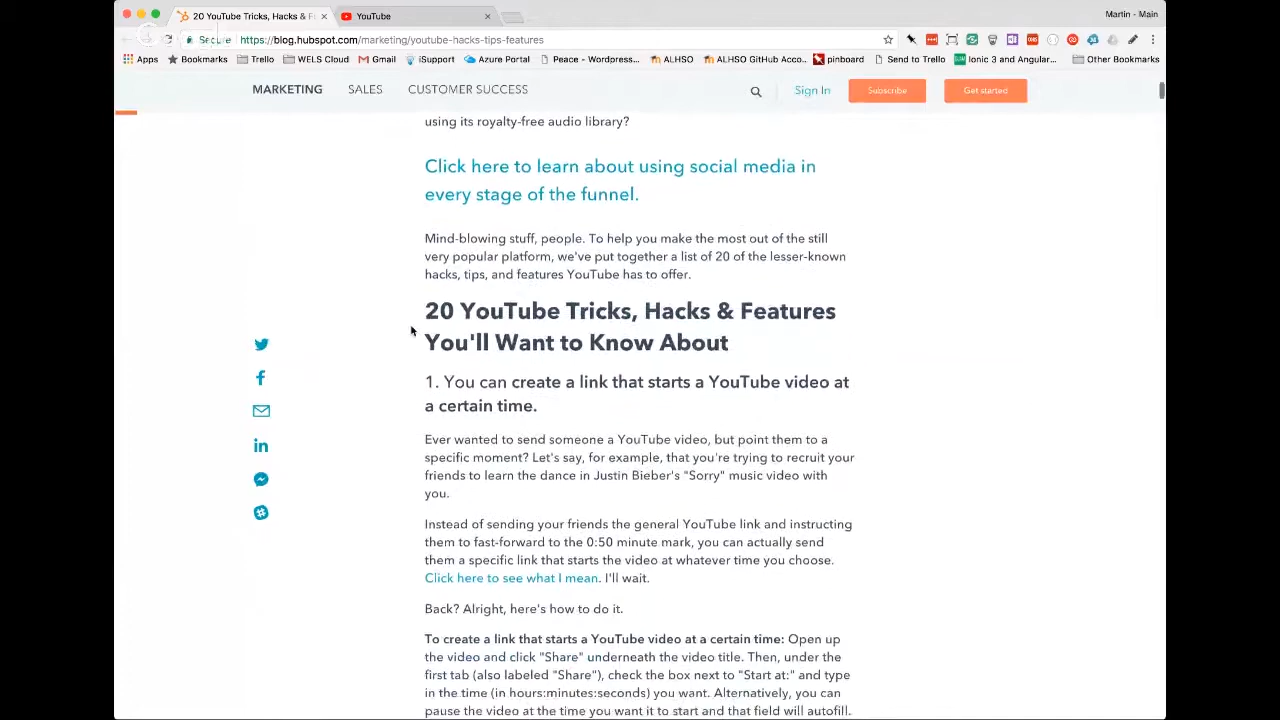 20 YouTube Tricks, Hacks & F
YouTube
Martin - Main
Secure
https://blog.hubspot.com/marketing/youtube-hacks-tips-features
Apps
Bookmarks
Trello
WELS Cloud
Gmail
iSupport
Azure Portal
Peace - Wordpress...
ALHSO
ALHSO GitHub Acco...
pinboard
Send to Trello
Ionic 3 and Angular...
Other Bookmarks
MARKETING
SALES
CUSTOMER SUCCESS
Sign In
Subscribe
Get started
using its royalty-free audio library?
Click here to learn about using social media in
every stage of the funnel.
Mind-blowing stuff, people. To help you make the most out of the still
very popular platform, we've put together a list of 20 of the lesser-known
hacks, tips, and features YouTube has to offer.
20 YouTube Tricks, Hacks & Features
You'll Want to Know About
1. You can create a link that starts a YouTube video at
a certain time.
Ever wanted to send someone a YouTube video, but point them to a
specific moment? Let's say, for example, that you're trying to recruit your
friends to learn the dance in Justin Bieber's "Sorry" music video with
you.
Instead of sending your friends the general YouTube link and instructing
them to fast-forward to the 0:50 minute mark, you can actually send
them a specific link that starts the video at whatever time you choose.
Click here to see what I mean. I'll wait.
Back? Alright, here's how to do it.
To create a link that starts a YouTube video at a certain time: Open up
the video and click "Share" underneath the video title. Then, under the
first tab (also labeled "Share"), check the box next to "Start at:" and type
in the time (in hours:minutes:seconds) you want. Alternatively, you can
pause the video at the time you want it to start and that field will autofill.